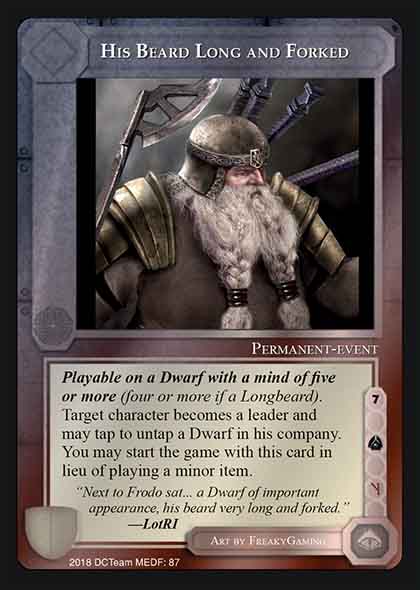 His Beard Long and Forked
Permanent-event
Playable on a Dwarf with a mind of five
or more (four or more if a Longbeard).
Target character becomes a leader and
may tap to untap a Dwarf in his company.
You may start the game with this card in
lieu of playing a minor item.
“Next to Frodo sat... a Dwarf of important
appearance, his beard very long and forked.”
—LotRI
7
Art by FreakyGaming
2018 DCTeam MEDF: 87